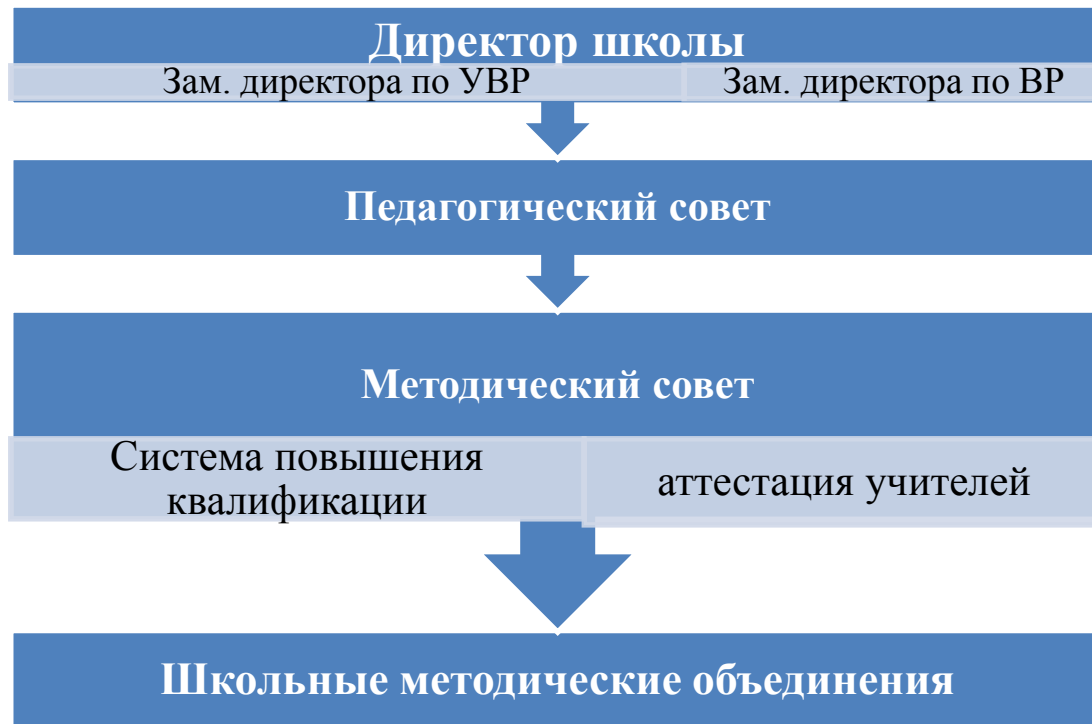 Директор школы
Зам. директора по УВР
Зам. директора по ВР
Педагогический совет
Методический совет
Система повышения
квалификации
аттестация учителей
Школьные методические объединения